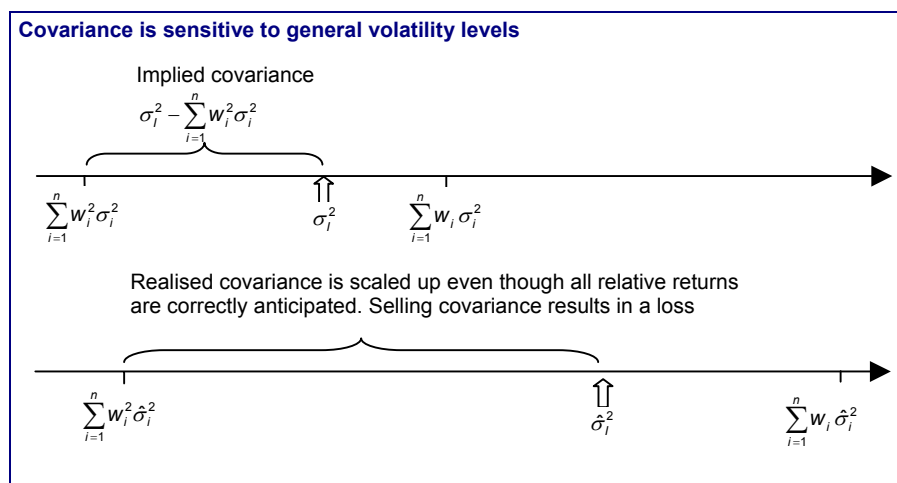 Covariance is sensitive to general volatility levels
Implied covariance
σ_I^2 − ∑_{i=1}^{n} w_i^2 σ_i^2
∑_{i=1}^{n} w_i^2 σ_i^2
σ_I^2
∑_{i=1}^{n} w_i σ_i^2
Realised covariance is scaled up even though all relative returns
are correctly anticipated. Selling covariance results in a loss
∑_{i=1}^{n} w_i^2 σ̂_i^2
σ̂_I^2
∑_{i=1}^{n} w_i σ̂_i^2